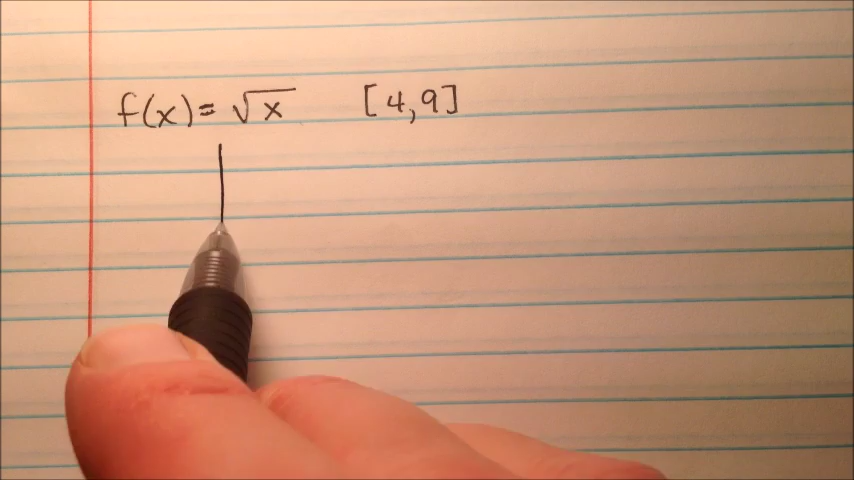 f(x) = √x [4,9]